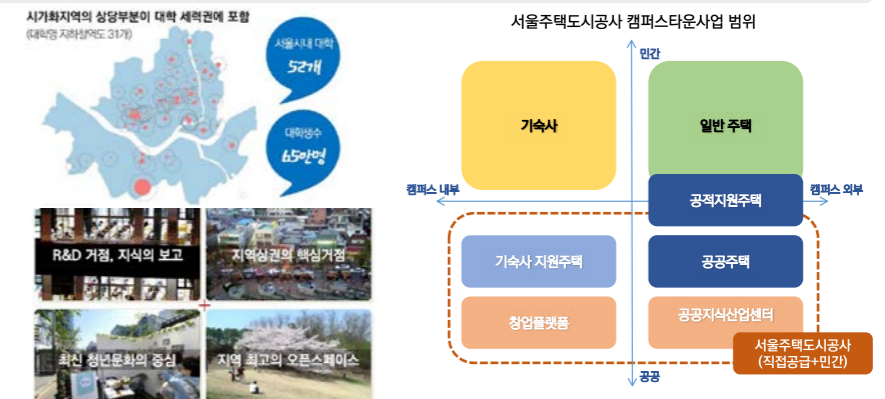 시가화지역의 상당부분이 대학 세력권에 포함
(대학명 지하철역도 31개)
서울시내 대학
52개
대학생수
65만명
R&D 거점, 지식의 보고
지역상권의 핵심거점
최신 청년문화의 중심
지역 최고의 오픈스페이스
서울주택도시공사 캠퍼스타운사업 범위
민간
기숙사
일반 주택
캠퍼스 내부
공적지원주택
캠퍼스 외부
기숙사 지원주택
공공주택
창업플랫폼
공공지식산업센터
서울주택도시공사
(직접공급+민간)
공공